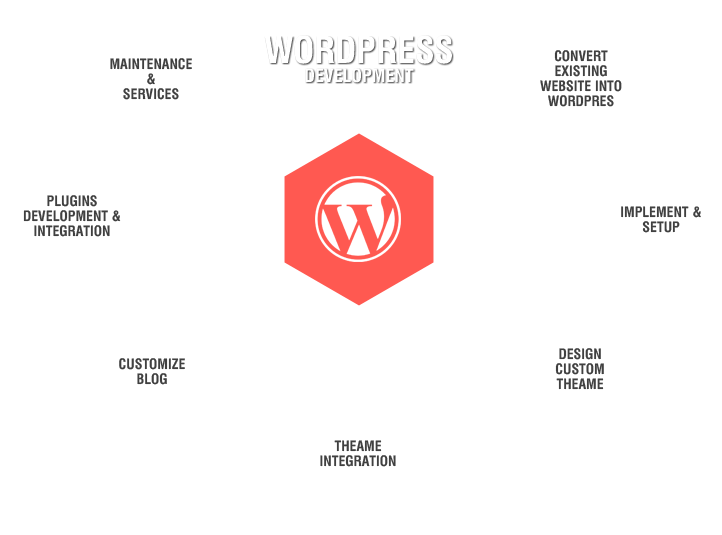 WORDPRESS
DEVELOPMENT
MAINTENANCE
&
SERVICES
CONVERT
EXISTING
WEBSITE INTO
WORDPRES
PLUGINS
DEVELOPMENT &
INTEGRATION
IMPLEMENT &
SETUP
CUSTOMIZE
BLOG
DESIGN
CUSTOM
THEAME
THEAME
INTEGRATION